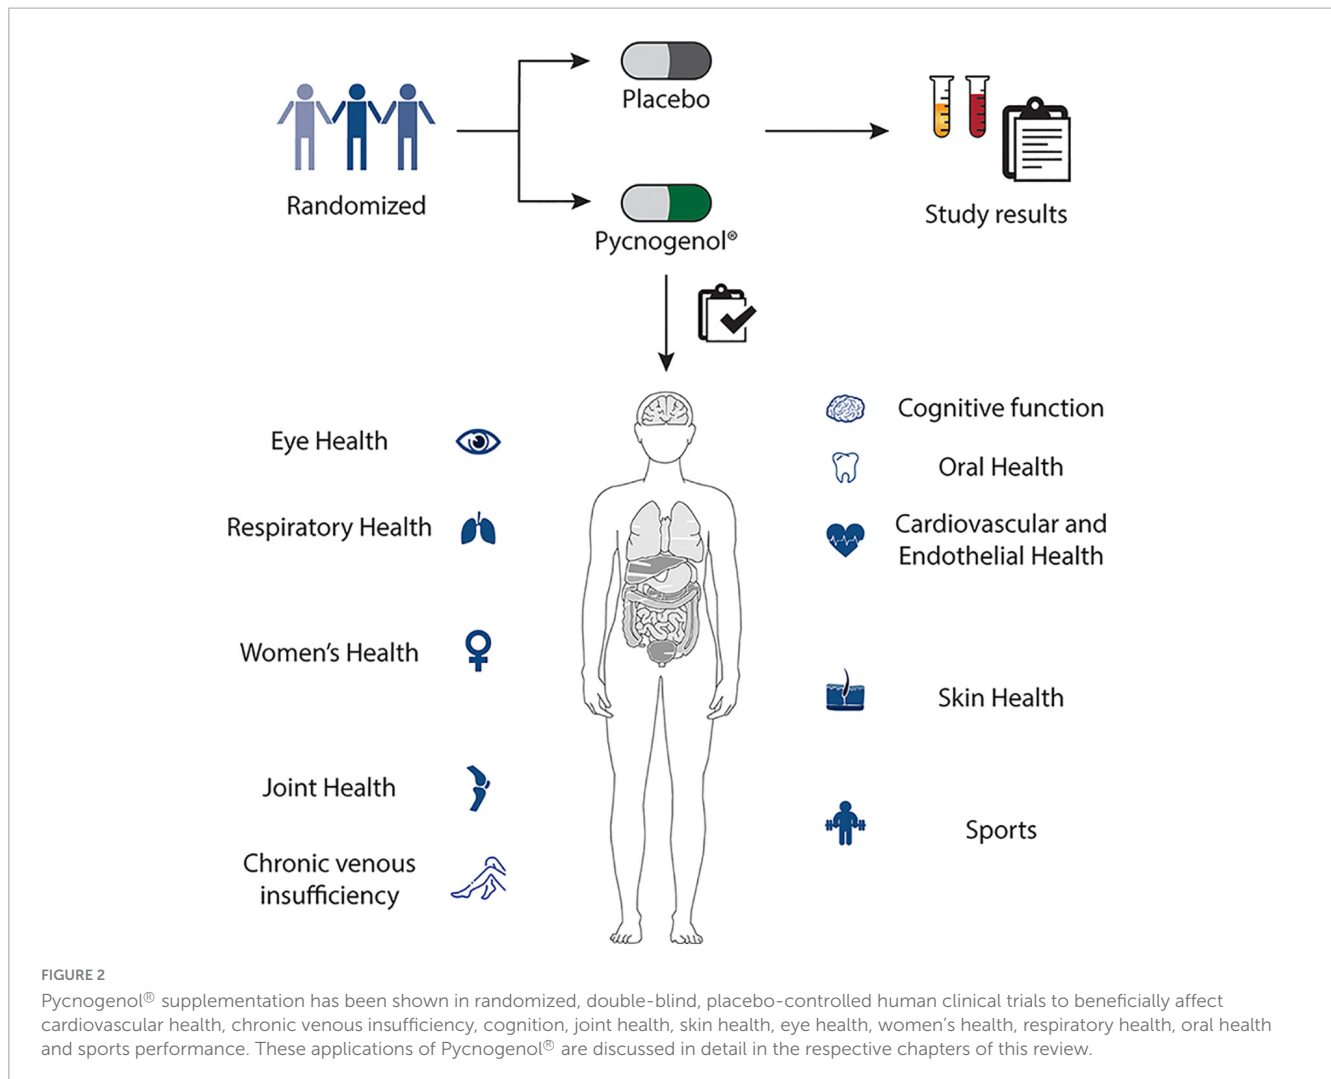 Placebo
Randomized
Pycnogenol®
Study results
Eye Health
Respiratory Health
Women's Health
Joint Health
Chronic venous
insufficiency
Cognitive function
Oral Health
Cardiovascular and
Endothelial Health
Skin Health
Sports
FIGURE 2
Pycnogenol® supplementation has been shown in randomized, double-blind, placebo-controlled human clinical trials to beneficially affect
cardiovascular health, chronic venous insufficiency, cognition, joint health, skin health, eye health, women's health, respiratory health, oral health
and sports performance. These applications of Pycnogenol® are discussed in detail in the respective chapters of this review.